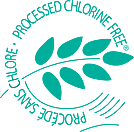 PROCÉDÉ SANS CHLORE • PROCESSED CHLORINE FREE®